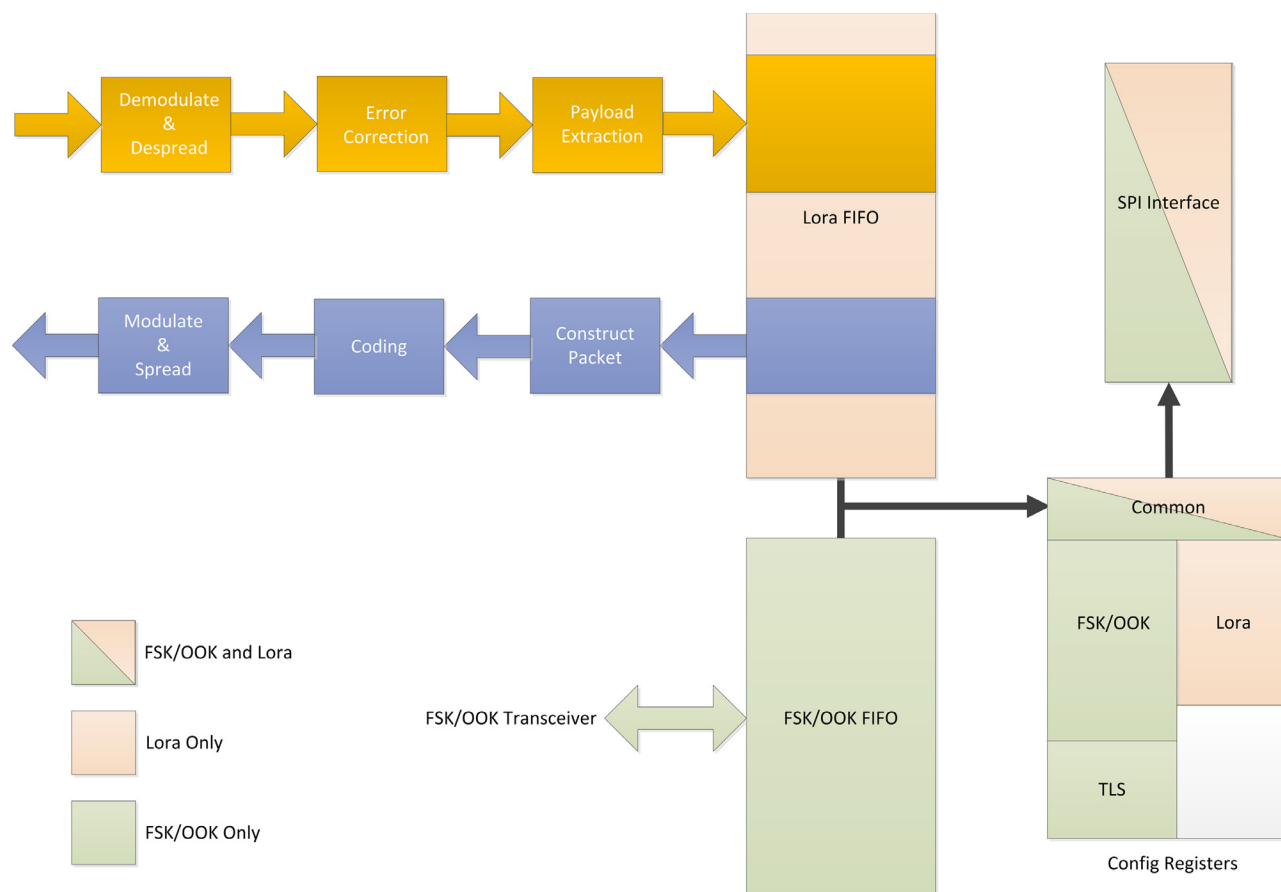 Demodulate
&
Despread
Error
Correction
Payload
Extraction
Lora FIFO
SPI Interface
Modulate
&
Spread
Coding
Construct
Packet
Common
FSK/OOK
Lora
TLS
Config Registers
FSK/OOK Transceiver
FSK/OOK FIFO
FSK/OOK and Lora
Lora Only
FSK/OOK Only